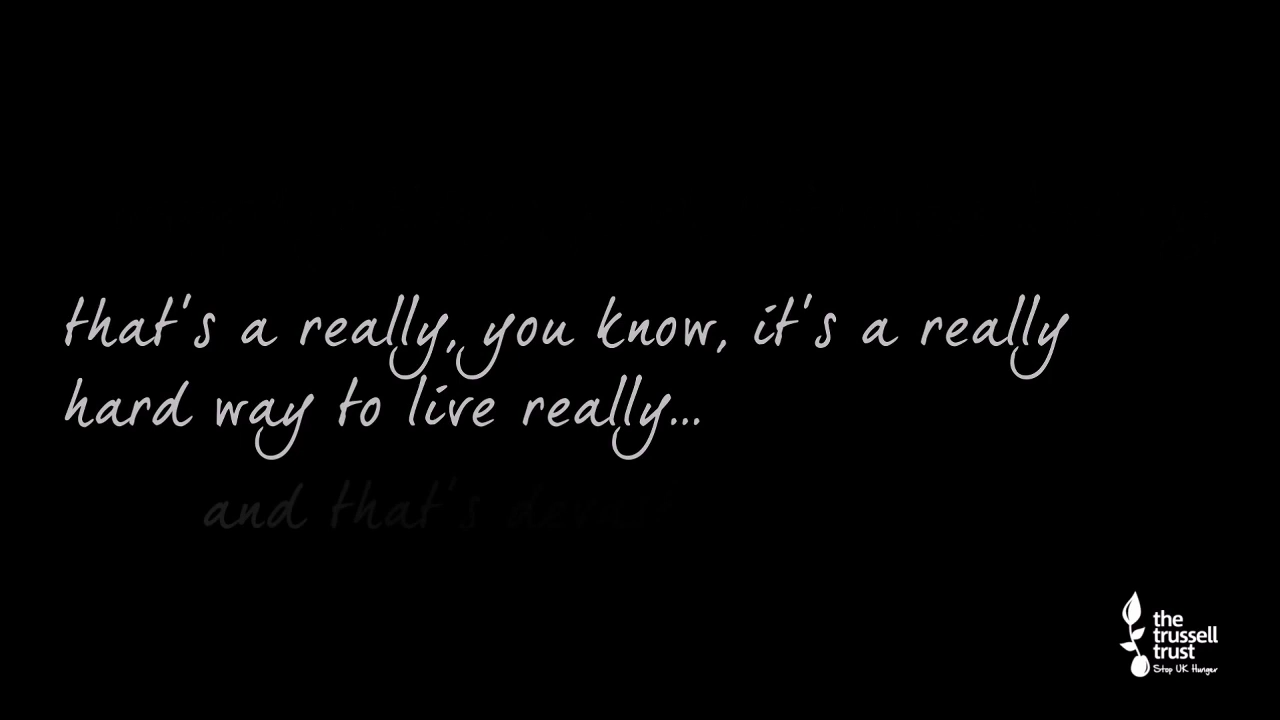 that's a really, you know, it's a really
hard way to live really...
and that's
the
trussell
trust
Stop UK Hunger